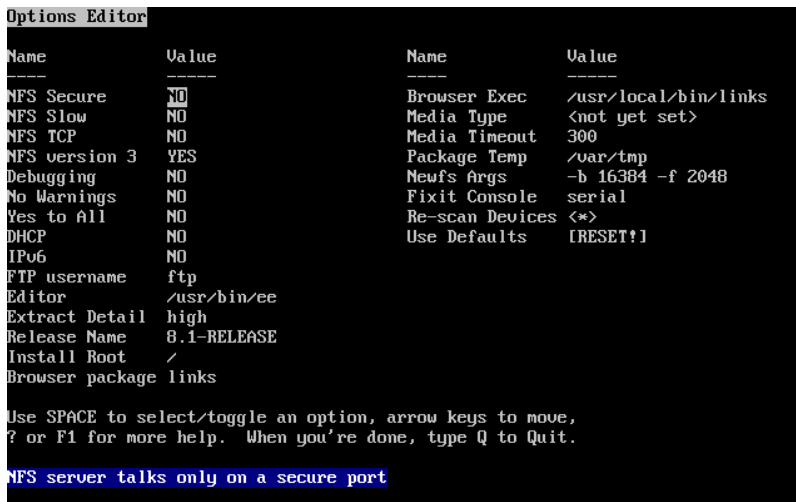 Options Editor
Name Value Name Value
---- ----- ---- -----
NFS Secure NO Browser Exec /usr/local/bin/links
NFS Slow NO Media Type <not yet set>
NFS TCP NO Media Timeout 300
NFS version 3 YES Package Temp /var/tmp
Debugging NO Newfs Args -b 16384 -f 2048
No Warnings NO Fixit Console serial
Yes to All NO Re-scan Devices <*>
DHCP NO Use Defaults [RESET!]
IPv6 NO
FTP username ftp
Editor /usr/bin/ee
Extract Detail high
Release Name 8.1-RELEASE
Install Root /
Browser package links
Use SPACE to select/toggle an option, arrow keys to move,
? or F1 for more help. When you're done, type Q to Quit.
NFS server talks only on a secure port